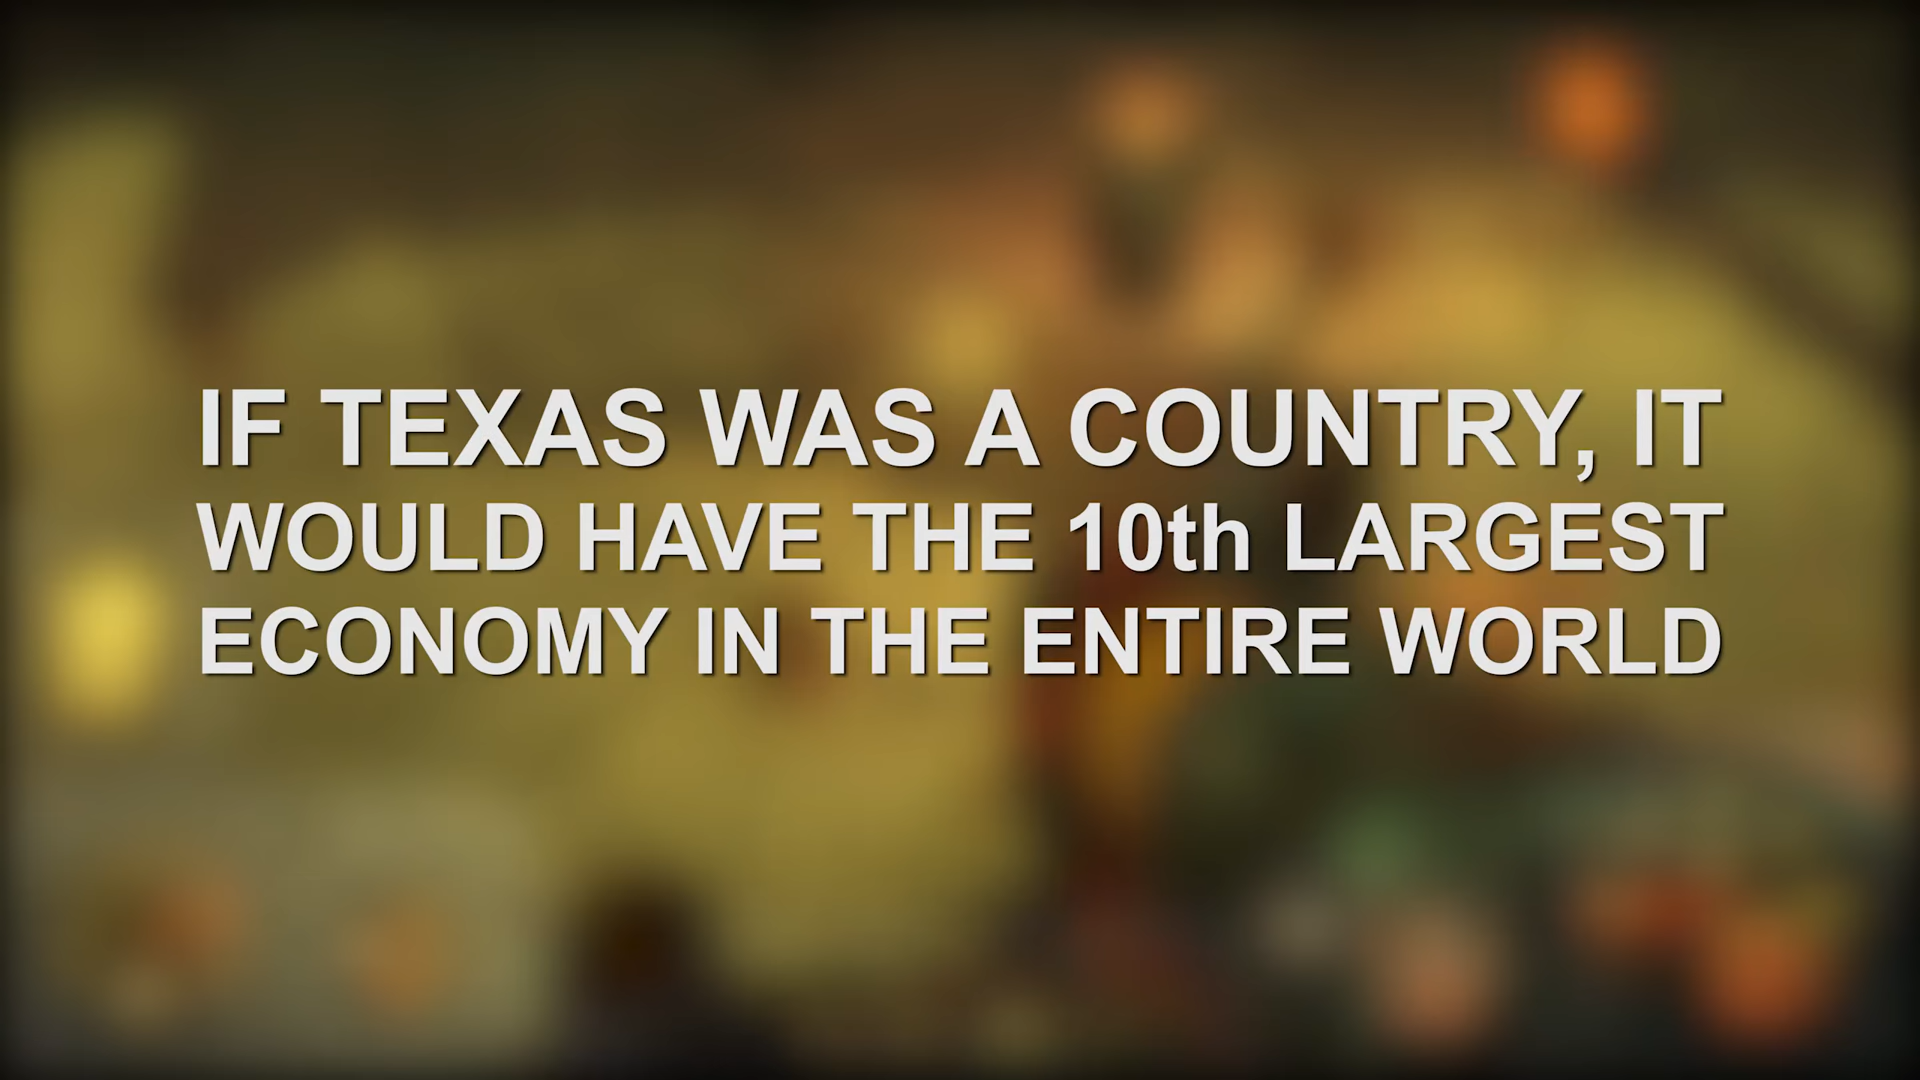 IF TEXAS WAS A COUNTRY, IT
WOULD HAVE THE 10th LARGEST
ECONOMY IN THE ENTIRE WORLD